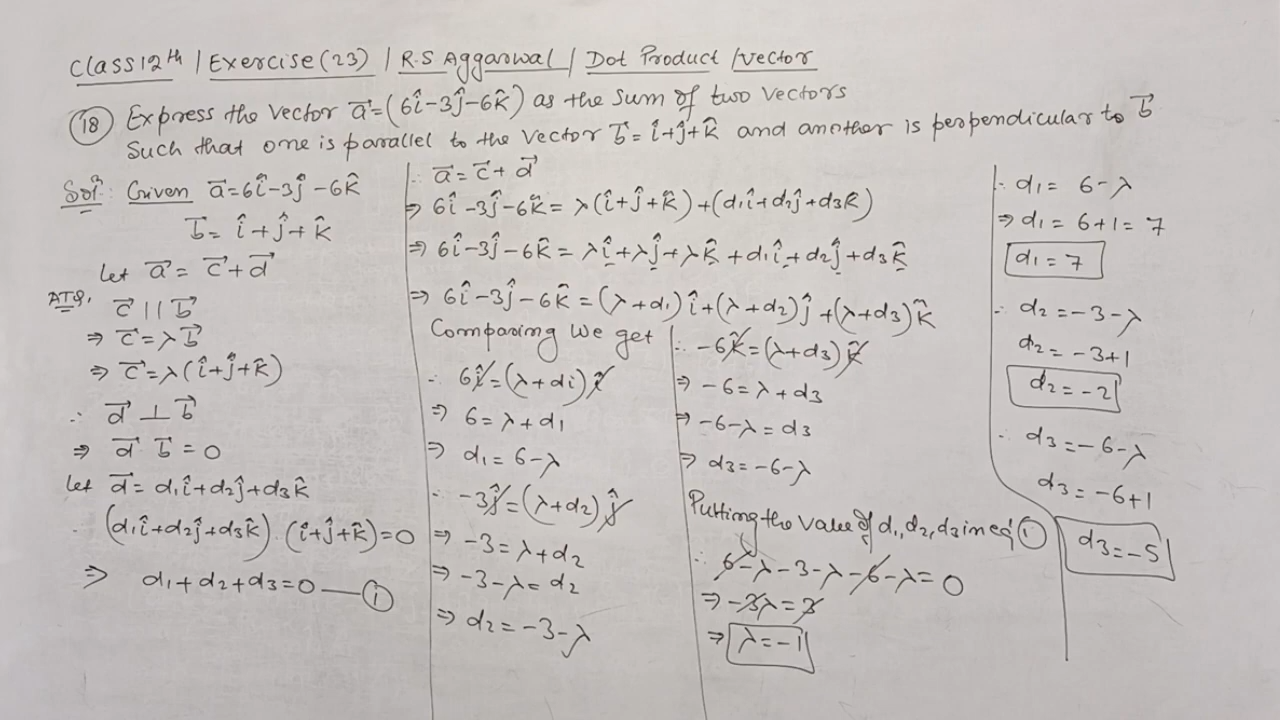 Class 12th | Exercise (23) | R.S Aggarwal | Dot Product / vector
(18) Express the vector a⃗=(6î-3ĵ-6k̂) as the sum of two vectors
Such that one is parallel to the vector b⃗=î+ĵ+k̂ and another is perpendicular to b⃗
Solⁿ: Given a⃗=6î-3ĵ-6k̂
b⃗= î+ĵ+k̂
let a⃗=c⃗+d⃗
ATQ,
c⃗ || b⃗
⇒ c⃗=λb⃗
⇒ c⃗=λ(î+ĵ+k̂)
∴ d⃗ ⊥ b⃗
⇒ d⃗ b⃗ = 0
let d⃗=d₁î+d₂ĵ+d₃k̂
∴ (d₁î+d₂ĵ+d₃k̂).(î+ĵ+k̂)=0
⇒ d₁+d₂+d₃=0 — (1)
∴ a⃗=c⃗+d⃗
⇒ 6î-3ĵ-6k̂=λ(î+ĵ+k̂)+(d₁î+d₂ĵ+d₃k̂)
⇒ 6î-3ĵ-6k̂=λî+λĵ+λk̂+d₁î+d₂ĵ+d₃k̂
⇒ 6î-3ĵ-6k̂=(λ+d₁)î+(λ+d₂)ĵ+(λ+d₃)k̂
Comparing we get
∴ 6î=(λ+di)î
⇒ 6=λ+d₁
⇒ d₁=6-λ
∴ -3ĵ=(λ+d₂)ĵ
⇒ -3=λ+d₂
⇒ -3-λ=d₂
⇒ d₂=-3-λ
∴ -6k̂=(λ+d₃)k̂
⇒ -6=λ+d₃
⇒ -6-λ=d₃
⇒ d₃=-6-λ
Putting the value of d₁,d₂,d₃ in eqⁿ (1)
∴ 6-λ-3-λ-6-λ=0
⇒ -3λ=3
⇒ λ=-1
∴ d₁= 6-λ
⇒ d₁=6+1=7
d₁=7
∴ d₂=-3-λ
d₂=-3+1
d₂=-2
∴ d₃=-6-λ
d₃=-6+1
d₃=-5